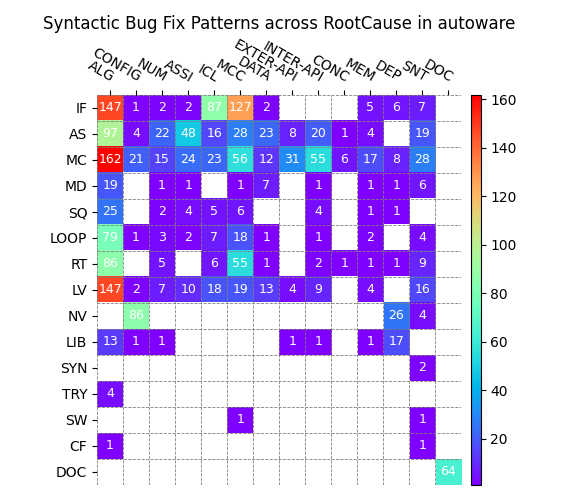 Syntactic Bug Fix Patterns across RootCause in autoware
ALG CONFIG NUM ASSI ICL MCC DATA EXTER-API INTER-API CONC MEM DEP SNT DOC
IF 147 1 2 2 87 127 2 5 6 7
AS 97 4 22 48 16 28 23 8 20 1 4 19
MC 162 21 15 24 23 56 12 31 55 6 17 8 28
MD 19 1 1 1 7 1 1 1 6
SQ 25 2 4 5 6 4 1 1
LOOP 79 1 3 2 7 18 1 1 2 4
RT 86 5 6 55 1 2 1 1 1 9
LV 147 2 7 10 18 19 13 4 9 4 16
NV 86 26 4
LIB 13 1 1 1 1 1 17
SYN 2
TRY 4
SW 1 1
CF 1 1
DOC 64
160
140
120
100
80
60
40
20